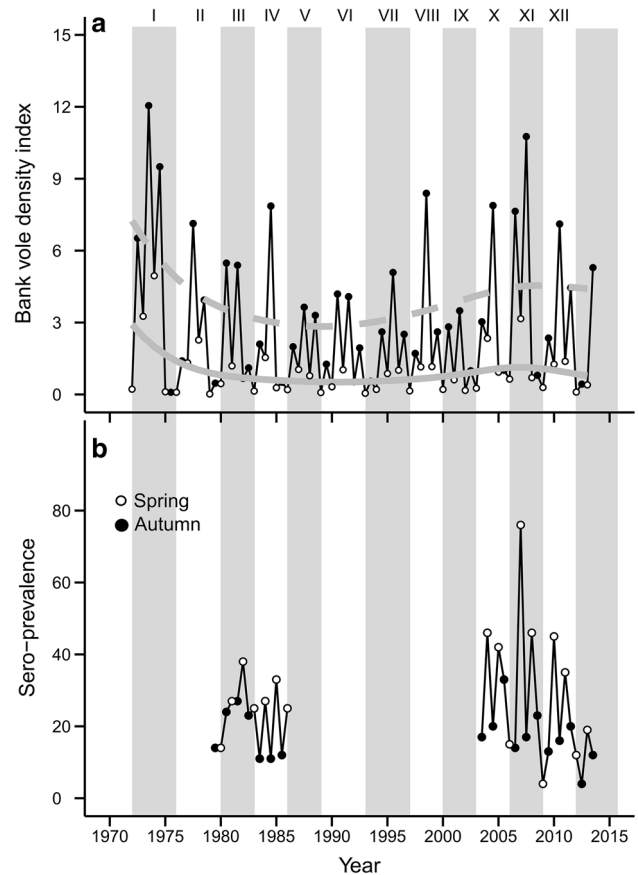 a
I II III IV V VI VII VIII IX X XI XII
Bank vole density index
15
12
9
6
3
0
b
Spring
Autumn
Sero−prevalence
80
60
40
20
0
1970 1975 1980 1985 1990 1995 2000 2005 2010 2015
Year